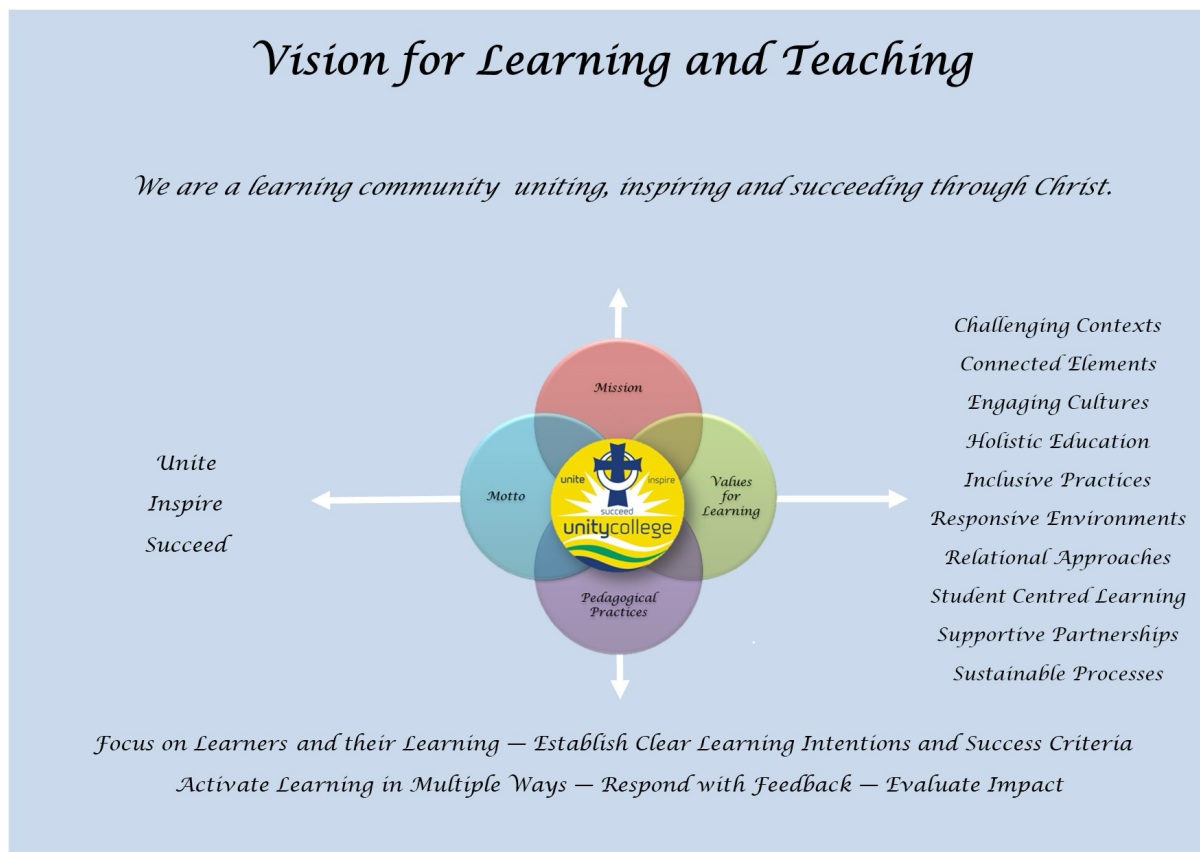 Vision for Learning and Teaching
We are a learning community uniting, inspiring and succeeding through Christ.
Mission
Motto
Values
for
Learning
Pedagogical
Practices
unite
inspire
succeed
unitycollege
Unite
Inspire
Succeed
Challenging Contexts
Connected Elements
Engaging Cultures
Holistic Education
Inclusive Practices
Responsive Environments
Relational Approaches
Student Centred Learning
Supportive Partnerships
Sustainable Processes
Focus on Learners and their Learning — Establish Clear Learning Intentions and Success Criteria
Activate Learning in Multiple Ways — Respond with Feedback — Evaluate Impact